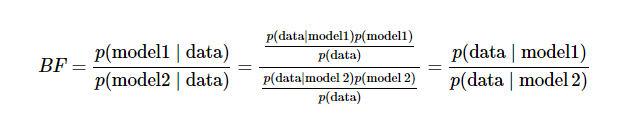 BF = p(model1 | data) / p(model2 | data) = (p(data|model1)p(model1) / p(data)) / (p(data|model 2)p(model 2) / p(data)) = p(data | model1) / p(data | model 2)